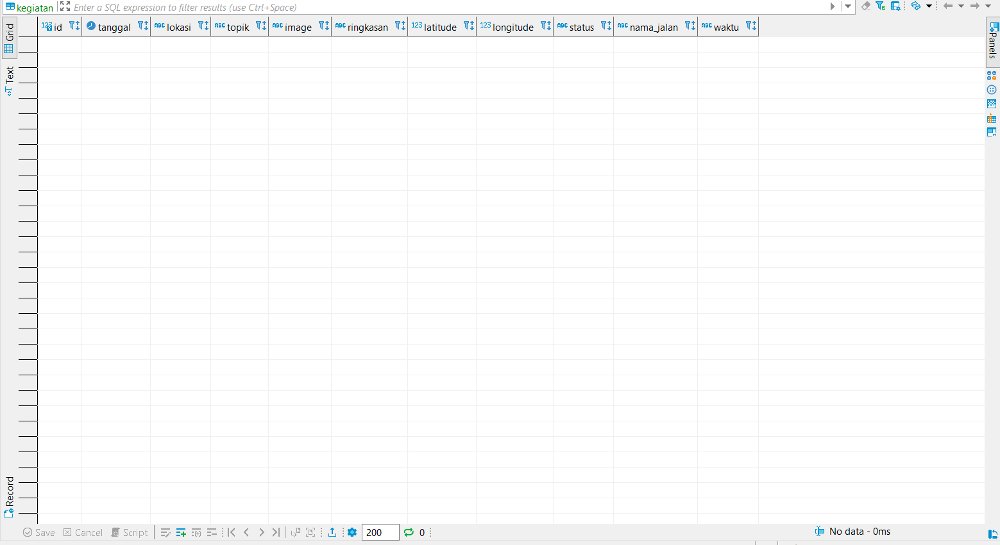 kegiatan Enter a SQL expression to filter results (use Ctrl+Space)
Grid
Text
Record
123 id
tanggal
ABC lokasi
ABC topik
ABC image
ABC ringkasan
123 latitude
123 longitude
ABC status
ABC nama_jalan
ABC waktu
Panels
Save Cancel Script 200 0 No data - 0ms